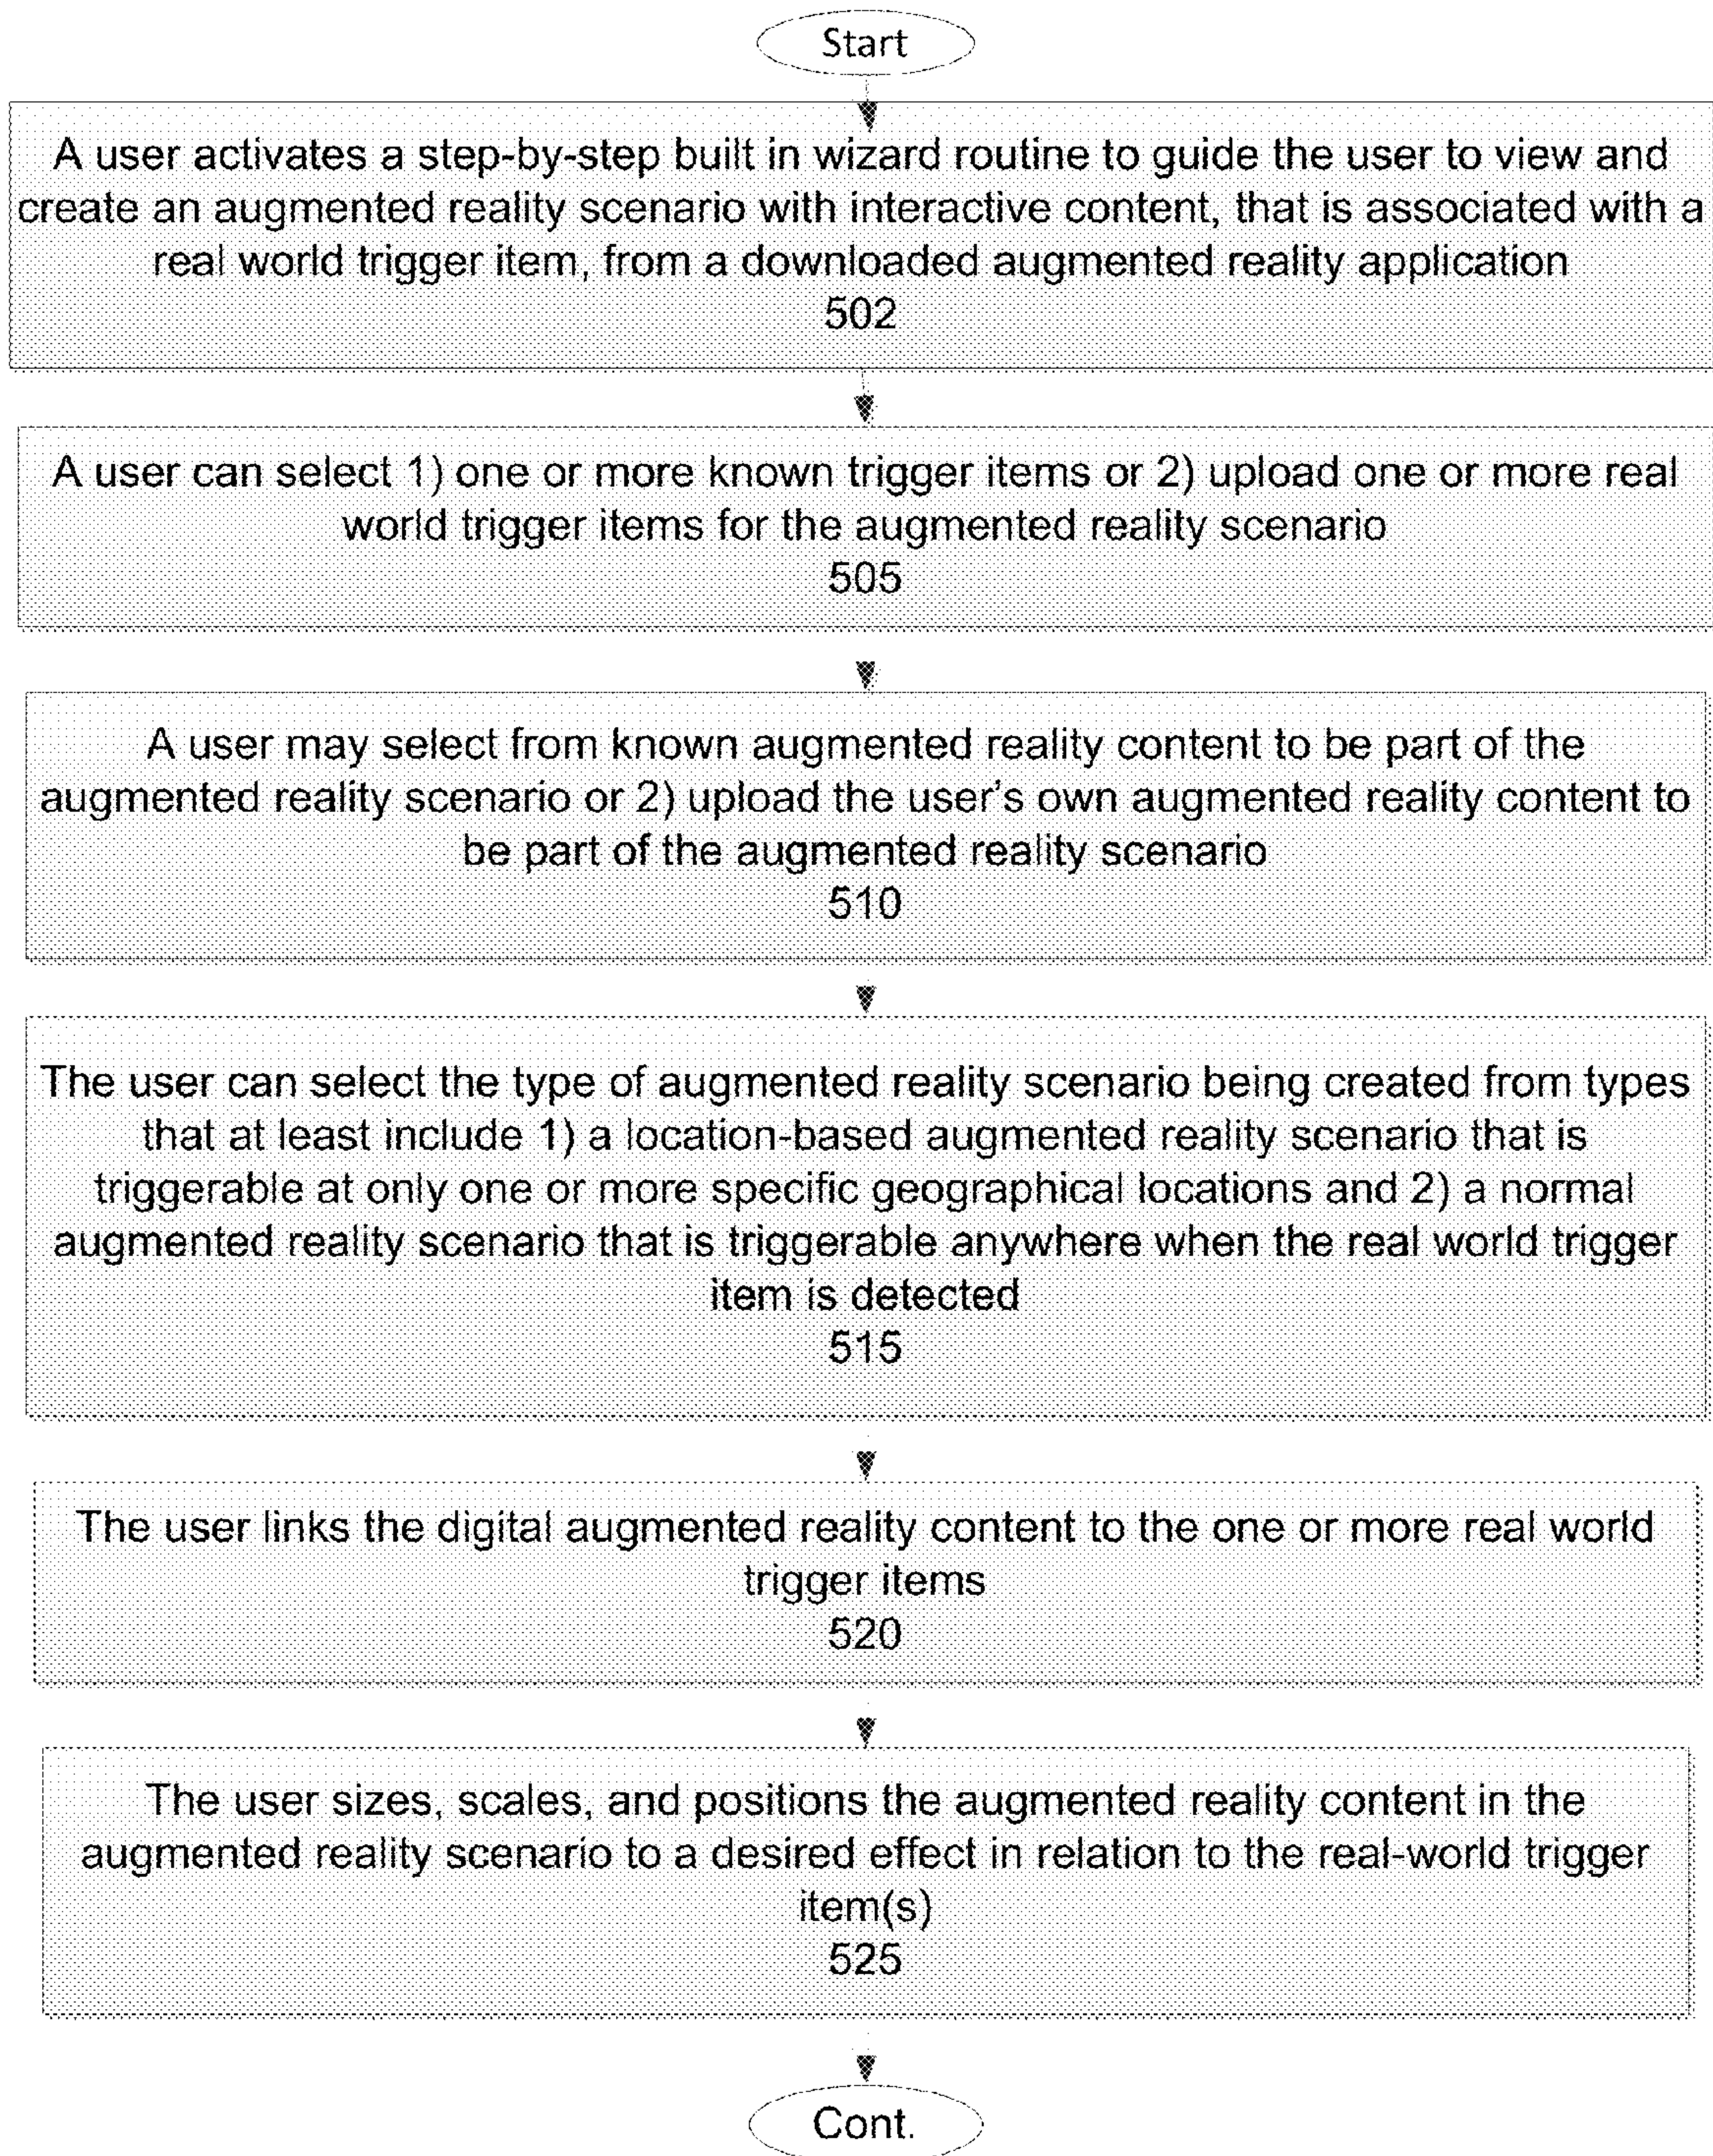 Start
A user activates a step-by-step built in wizard routine to guide the user to view and
create an augmented reality scenario with interactive content, that is associated with a
real world trigger item, from a downloaded augmented reality application
502
A user can select 1) one or more known trigger items or 2) upload one or more real
world trigger items for the augmented reality scenario
505
A user may select from known augmented reality content to be part of the
augmented reality scenario or 2) upload the user's own augmented reality content to
be part of the augmented reality scenario
510
The user can select the type of augmented reality scenario being created from types
that at least include 1) a location-based augmented reality scenario that is
triggerable at only one or more specific geographical locations and 2) a normal
augmented reality scenario that is triggerable anywhere when the real world trigger
item is detected
515
The user links the digital augmented reality content to the one or more real world
trigger items
520
The user sizes, scales, and positions the augmented reality content in the
augmented reality scenario to a desired effect in relation to the real-world trigger
item(s)
525
Cont.